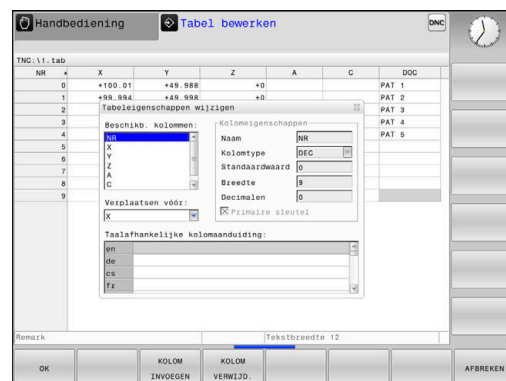 Handbediening
Tabel bewerken
DNC
TNC:\1.tab
NR X Y Z A C DOC
0 +100.01 +49.988 +0 PAT 1
1 +99.994 +49.998 +0 PAT 2
2 PAT 3
3 PAT 4
4 PAT 5
5
6
7
8
9
Tabeleigenschappen wijzigen
Beschikb. kolommen:
NR
X
Y
Z
A
C
Verplaatsen vóór:
X
Kolomeigenschappen
Naam NR
Kolomtype DEC
Standaardwaard 0
Breedte 9
Decimalen 0
Primaire sleutel
Taalafhankelijke kolomaanduiding:
en
de
cs
fr
Remark
Tekstbreedte 12
OK
KOLOM INVOEGEN
KOLOM VERWIJD.
AFBREKEN